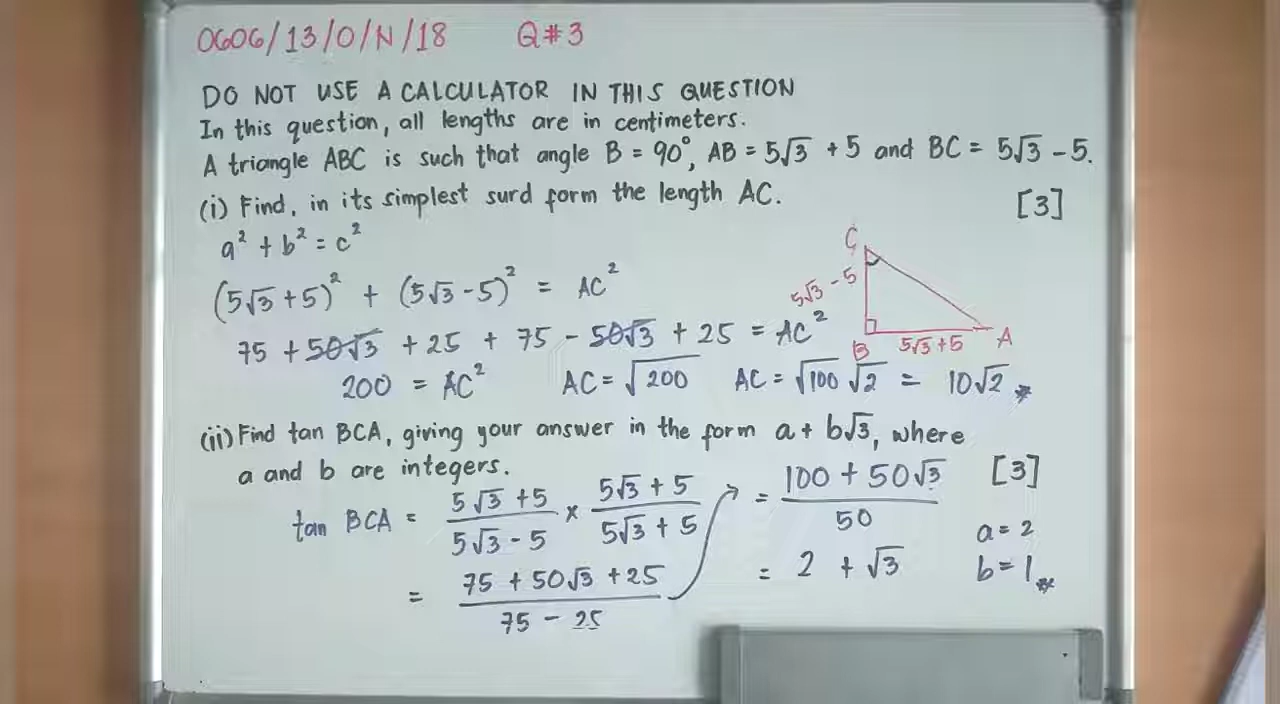 0606/13/O/N/18 Q#3
DO NOT USE A CALCULATOR IN THIS QUESTION
In this question, all lengths are in centimeters.
A triangle ABC is such that angle B = 90°, AB = 5√3 + 5 and BC = 5√3 - 5.
(i) Find, in its simplest surd form the length AC. [3]
a² + b² = c²
(5√3 + 5)² + (5√3 - 5)² = AC²
75 + 50√3 + 25 + 75 - 50√3 + 25 = AC²
200 = AC² AC = √200 AC = √100 √2 = 10√2 *
C
5√3 - 5
B 5√3 + 5 A
(ii) Find tan BCA, giving your answer in the form a + b√3, where
a and b are integers. [3]
tan BCA = (5√3 + 5)/(5√3 - 5) × (5√3 + 5)/(5√3 + 5)
= (75 + 50√3 + 25)/(75 - 25)
= (100 + 50√3)/50
= 2 + √3
a = 2
b = 1 *